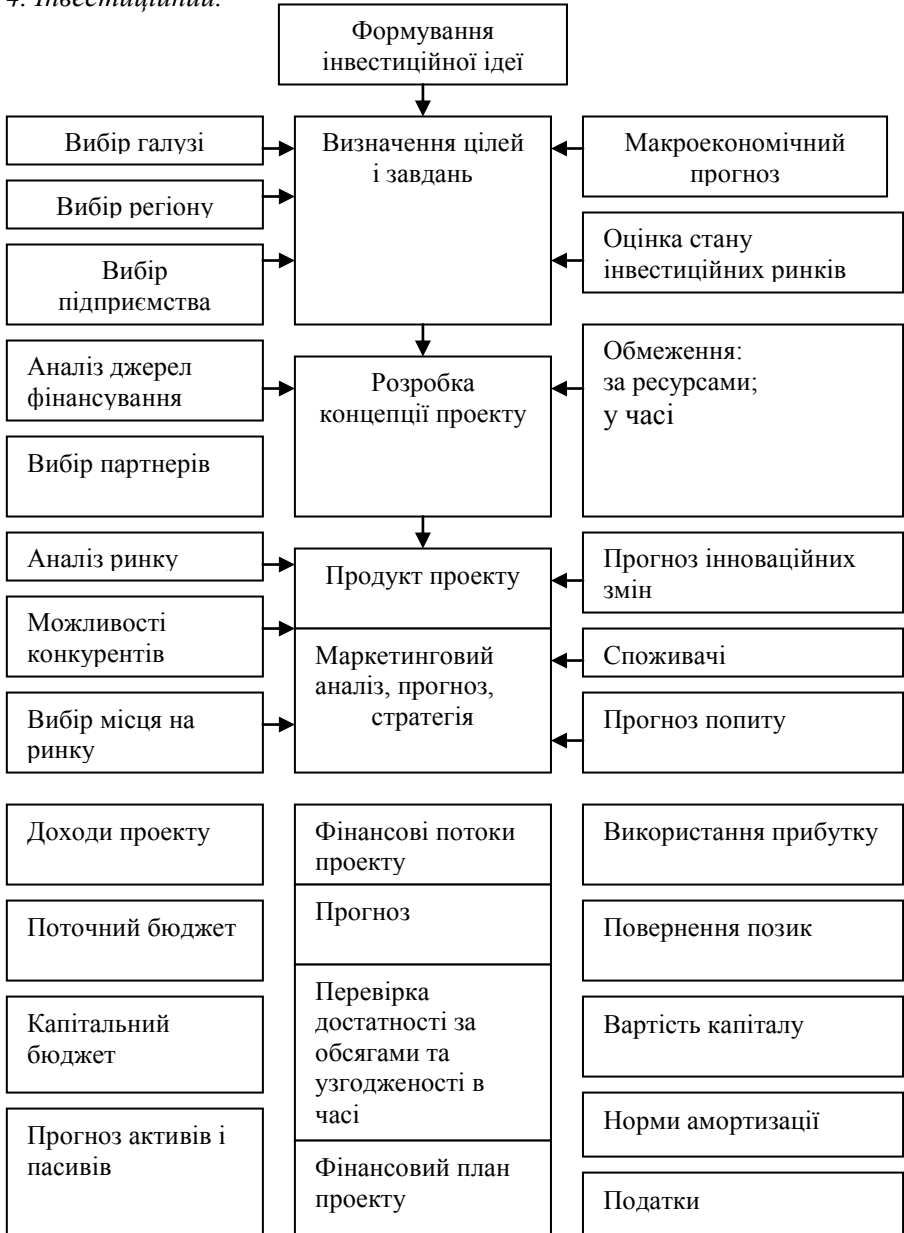 4. Інвестиційний.
Формування
інвестиційної ідеї
Вибір галузі
Визначення цілей
і завдань
Макроекономічний
прогноз
Вибір регіону
Оцінка стану
інвестиційних ринків
Вибір
підприємства
Аналіз джерел
фінансування
Розробка
концепції проекту
Обмеження:
за ресурсами;
у часі
Вибір партнерів
Аналіз ринку
Продукт проекту
Прогноз інноваційних
змін
Можливості
конкурентів
Маркетинговий
аналіз, прогноз,
стратегія
Споживачі
Вибір місця на
ринку
Прогноз попиту
Доходи проекту
Фінансові потоки
проекту
Використання прибутку
Поточний бюджет
Прогноз
Повернення позик
Капітальний
бюджет
Перевірка
достатності за
обсягами та
узгодженості в
часі
Вартість капіталу
Прогноз активів і
пасивів
Норми амортизації
Фінансовий план
проекту
Податки